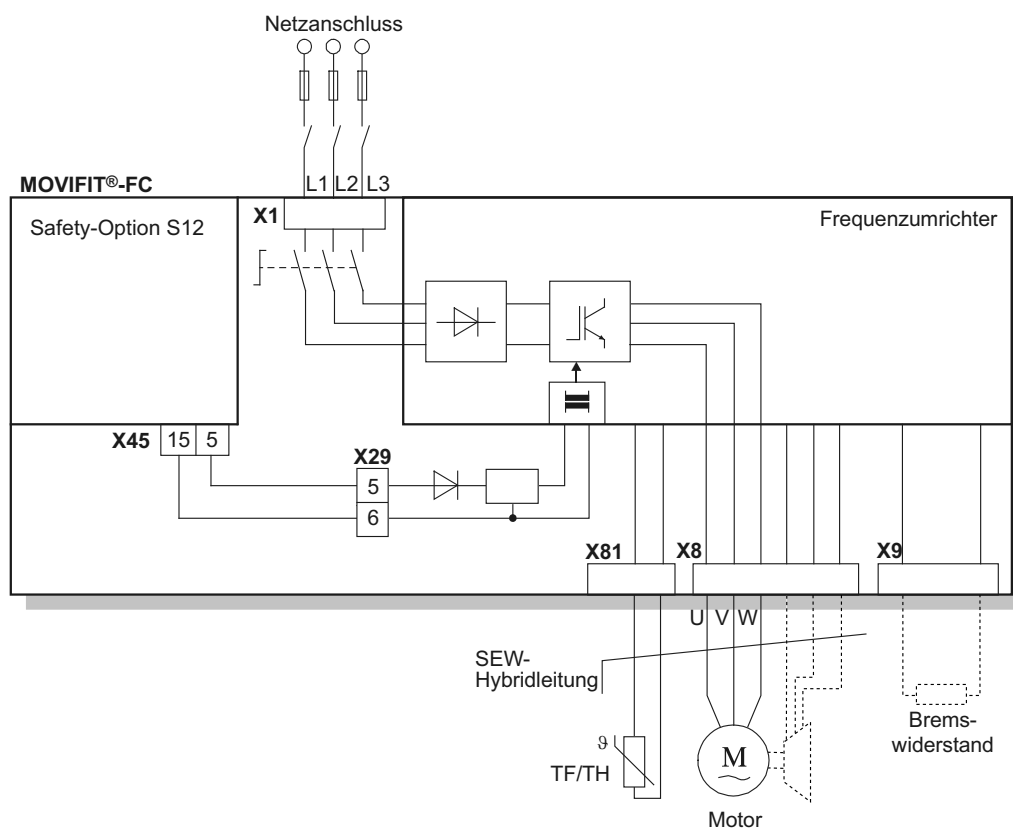 Netzanschluss
MOVIFIT®-FC
L1 L2 L3
X1
Safety-Option S12
Frequenzumrichter
X45 15 5
X29
5
6
X81 X8 X9
U V W
SEW-
Hybridleitung
Brems-
widerstand
ϑ
TF/TH
M
Motor